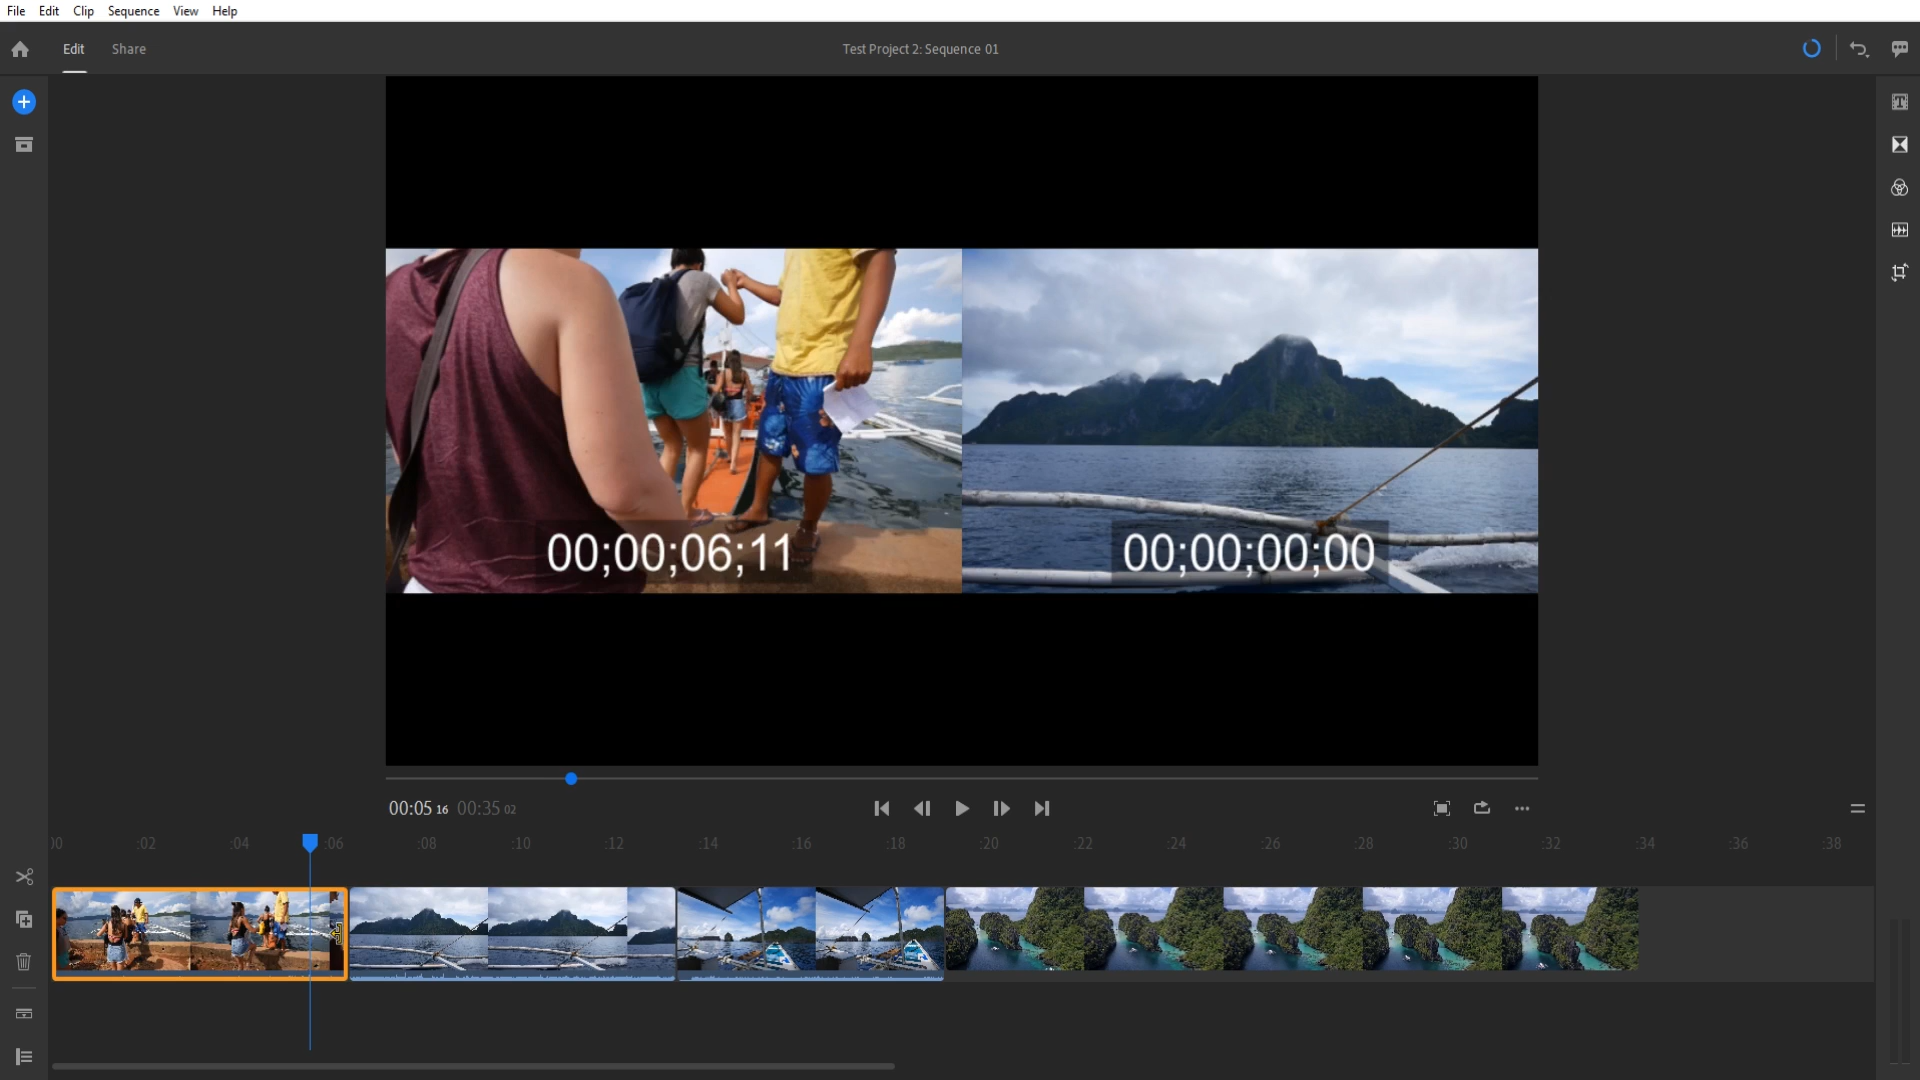 File Edit Clip Sequence View Help
Edit Share Test Project 2: Sequence 01
00;00;06;11 00;00;00;00
00:05 16 00:35 02
:00 :02 :04 :06 :08 :10 :12 :14 :16 :18 :20 :22 :24 :26 :28 :30 :32 :34 :36 :38